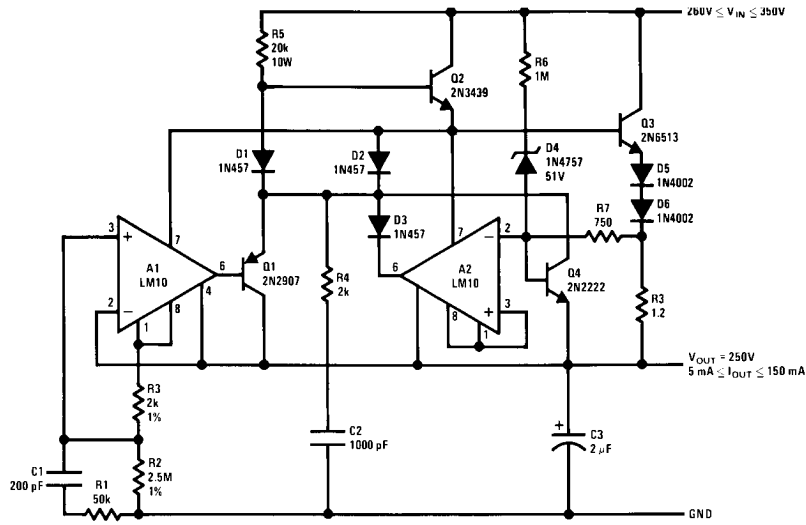 260V ≤ V_IN ≤ 350V
R5
20k
10W
Q2
2N3439
R6
1M
Q3
2N6513
D1
1N457
D2
1N457
D4
1N4757
51V
D5
1N4002
D6
1N4002
R7
750
3
+
7
A1
LM10
6
2
−
4
1
8
Q1
2N2907
R4
2k
D3
1N457
7
2
−
6
A2
LM10
+
3
8
1
Q4
2N2222
R3
1.2
V_OUT = 250V
5 mA ≤ I_OUT ≤ 150 mA
R3
2k
1%
C1
200 pF
R2
2.5M
1%
R1
50k
C2
1000 pF
+
C3
2 μF
GND